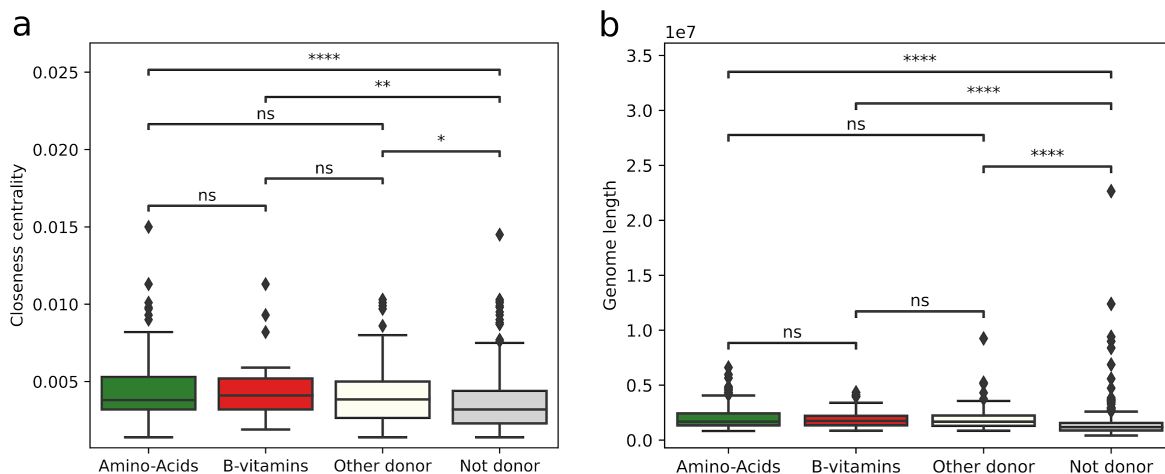 a
Closeness centrality
0.025
0.020
0.015
0.010
0.005
****
**
ns
*
ns
ns
Amino-Acids B-vitamins Other donor Not donor
b
1e7
Genome length
3.5
3.0
2.5
2.0
1.5
1.0
0.5
0.0
****
****
ns
****
ns
ns
Amino-Acids B-vitamins Other donor Not donor